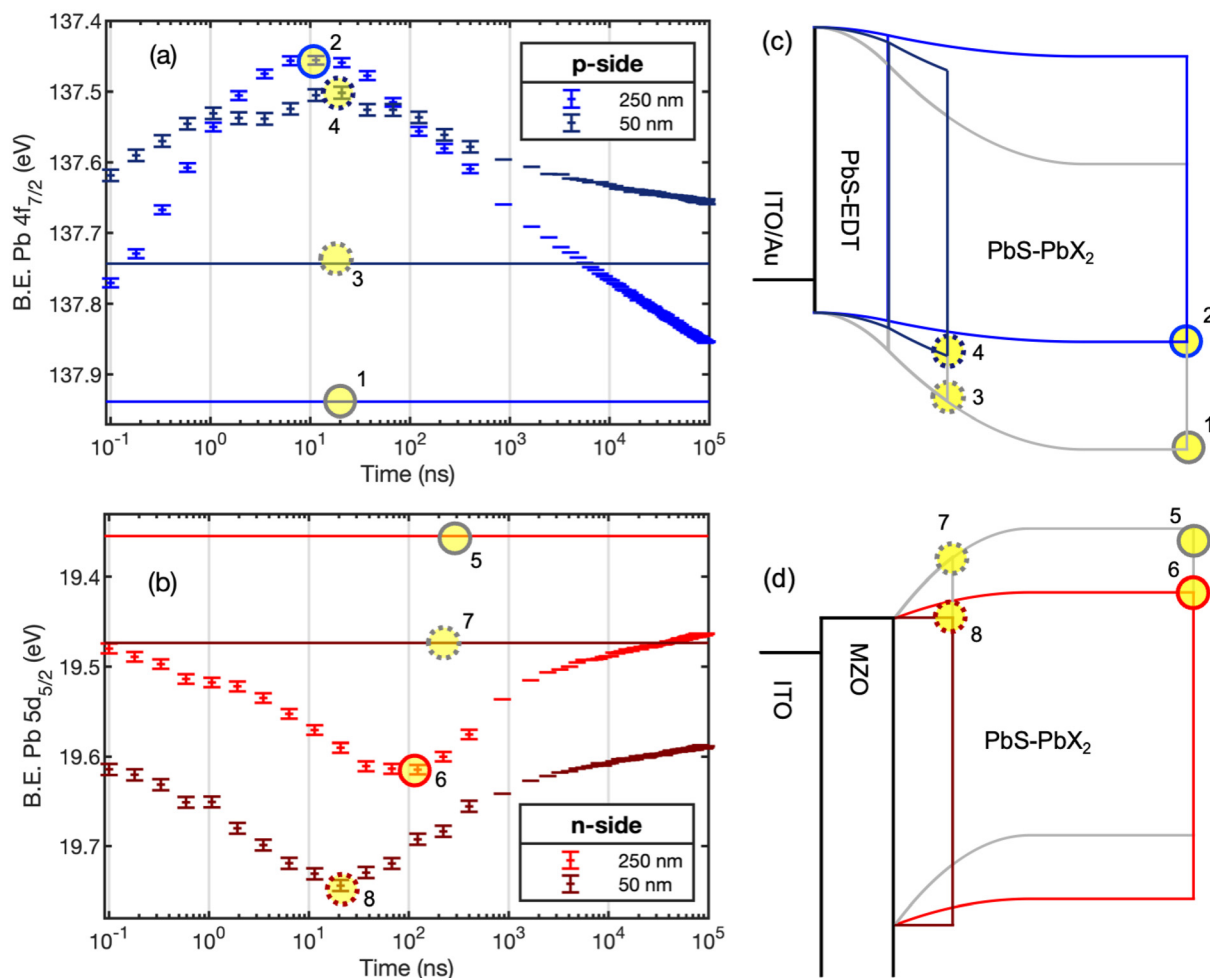 137.4
137.5
137.6
137.7
137.8
137.9
B.E. Pb 4f7/2 (eV)
(a)
2
4
3
1
p-side
250 nm
50 nm
10-1
100
101
102
103
104
105
Time (ns)
(c)
ITO/Au
PbS-EDT
PbS-PbX2
2
4
3
1
19.4
19.5
19.6
19.7
B.E. Pb 5d5/2 (eV)
(b)
5
7
6
8
n-side
250 nm
50 nm
10-1
100
101
102
103
104
105
Time (ns)
(d)
7
5
6
8
ITO
MZO
PbS-PbX2